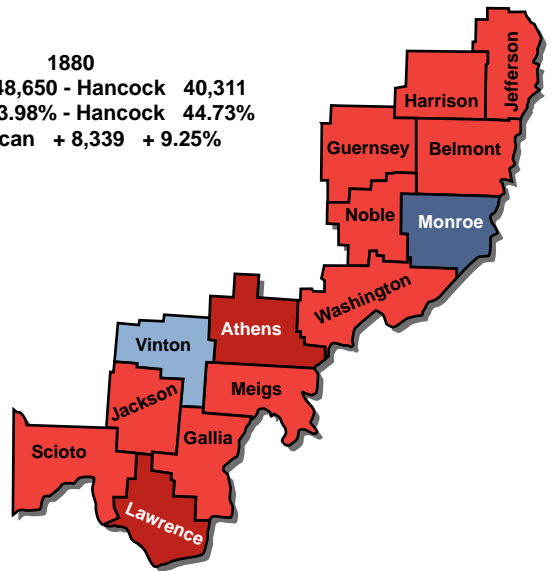 1880
48,650 - Hancock 40,311
3.98% - Hancock 44.73%
can + 8,339 + 9.25%
Jefferson
Harrison
Guernsey
Belmont
Noble
Monroe
Washington
Athens
Vinton
Meigs
Jackson
Gallia
Scioto
Lawrence